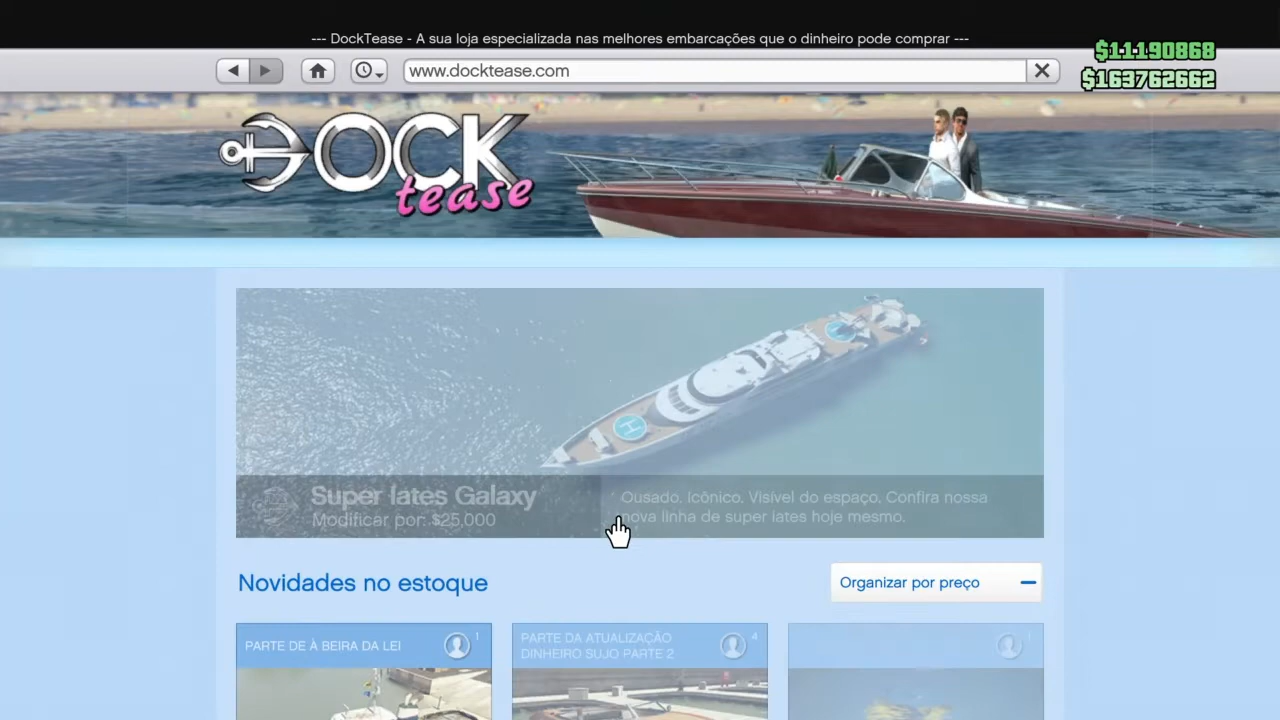 --- DockTease - A sua loja especializada nas melhores embarcações que o dinheiro pode comprar ---
$11190868
www.docktease.com
$163762662
DOCK
tease
H
Super Iates Galaxy
Modificar por: $25,000
Ousado. Icônico. Visível do espaço. Confira nossa
nova linha de super iates hoje mesmo.
Novidades no estoque
Organizar por preço
PARTE DE À BEIRA DA LEI
1
PARTE DA ATUALIZAÇÃO
DINHEIRO SUJO PARTE 2
4
1